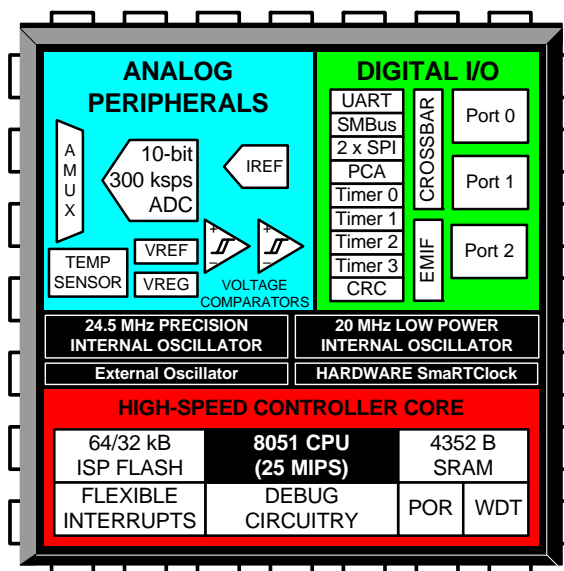 ANALOG
PERIPHERALS
A
M
U
X
10-bit
300 ksps
ADC
IREF
+
–
+
–
TEMP
SENSOR
VREF
VREG
VOLTAGE
COMPARATORS
DIGITAL I/O
UART
SMBus
2 x SPI
PCA
Timer 0
Timer 1
Timer 2
Timer 3
CRC
CROSSBAR
EMIF
Port 0
Port 1
Port 2
24.5 MHz PRECISION
INTERNAL OSCILLATOR
20 MHz LOW POWER
INTERNAL OSCILLATOR
External Oscillator
HARDWARE SmaRTClock
HIGH-SPEED CONTROLLER CORE
64/32 kB
ISP FLASH
8051 CPU
(25 MIPS)
4352 B
SRAM
FLEXIBLE
INTERRUPTS
DEBUG
CIRCUITRY
POR
WDT